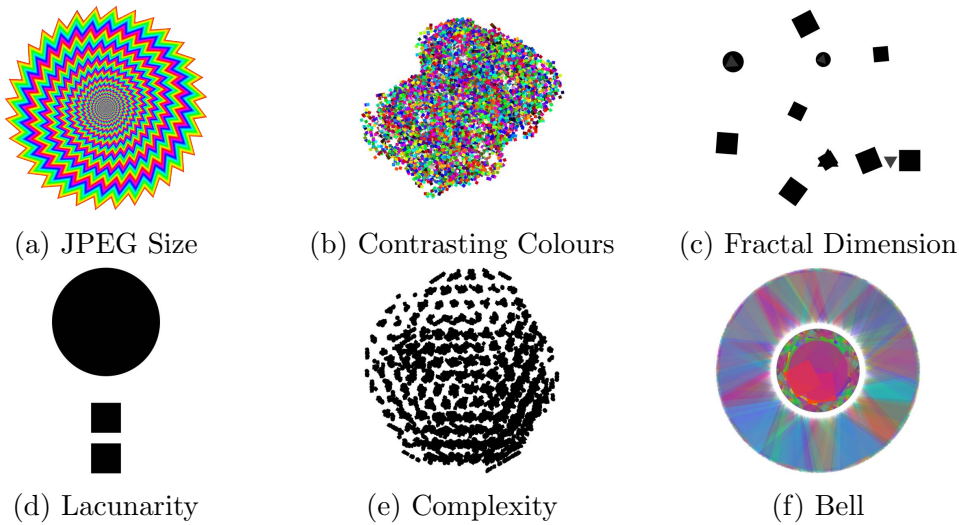 (a) JPEG Size
(b) Contrasting Colours
(c) Fractal Dimension
(d) Lacunarity
(e) Complexity
(f) Bell